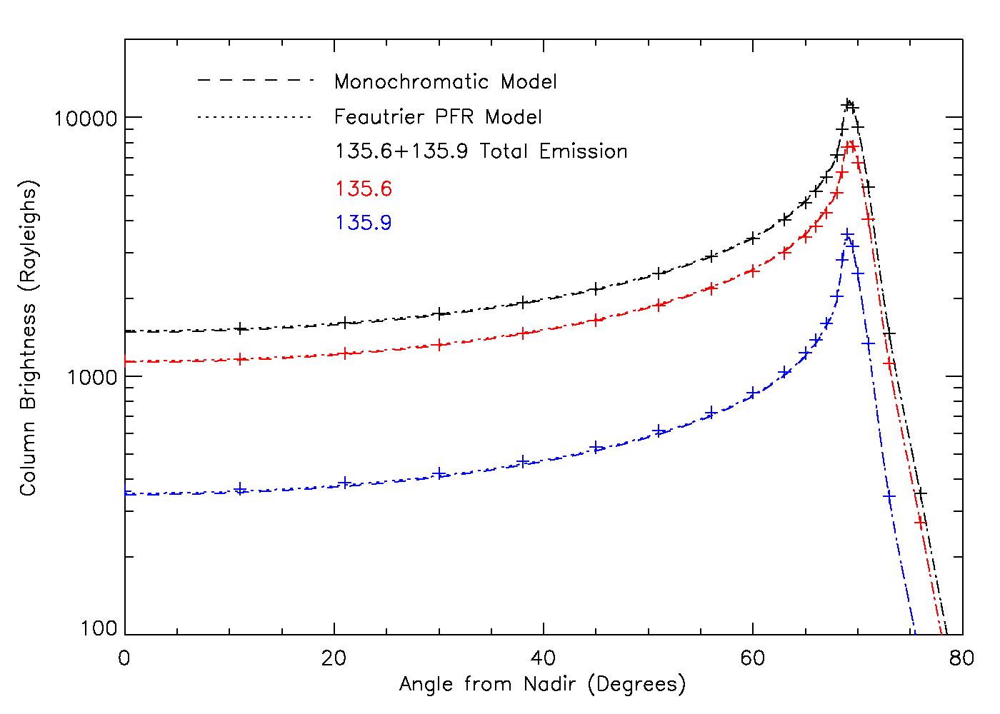 Monochromatic Model
Feautrier PFR Model
135.6+135.9 Total Emission
135.6
135.9
10000
1000
100
Column Brightness (Rayleighs)
0 20 40 60 80
Angle from Nadir (Degrees)